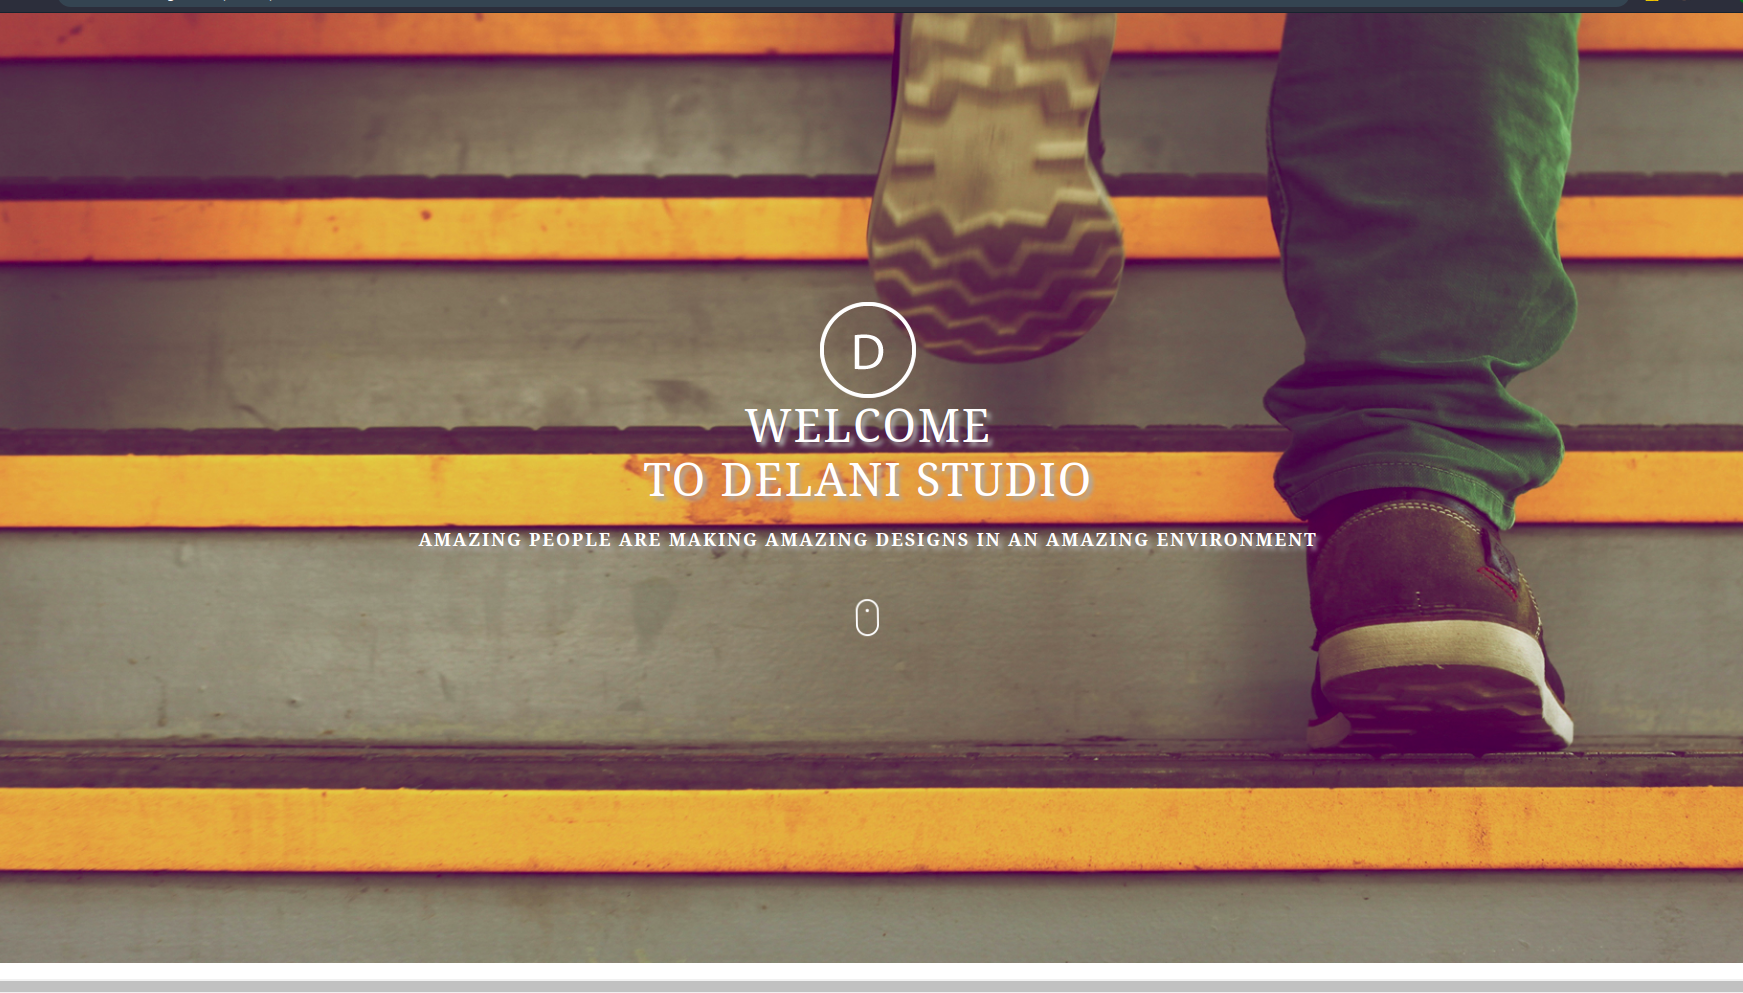 D
WELCOME
TO DELANI STUDIO
AMAZING PEOPLE ARE MAKING AMAZING DESIGNS IN AN AMAZING ENVIRONMENT